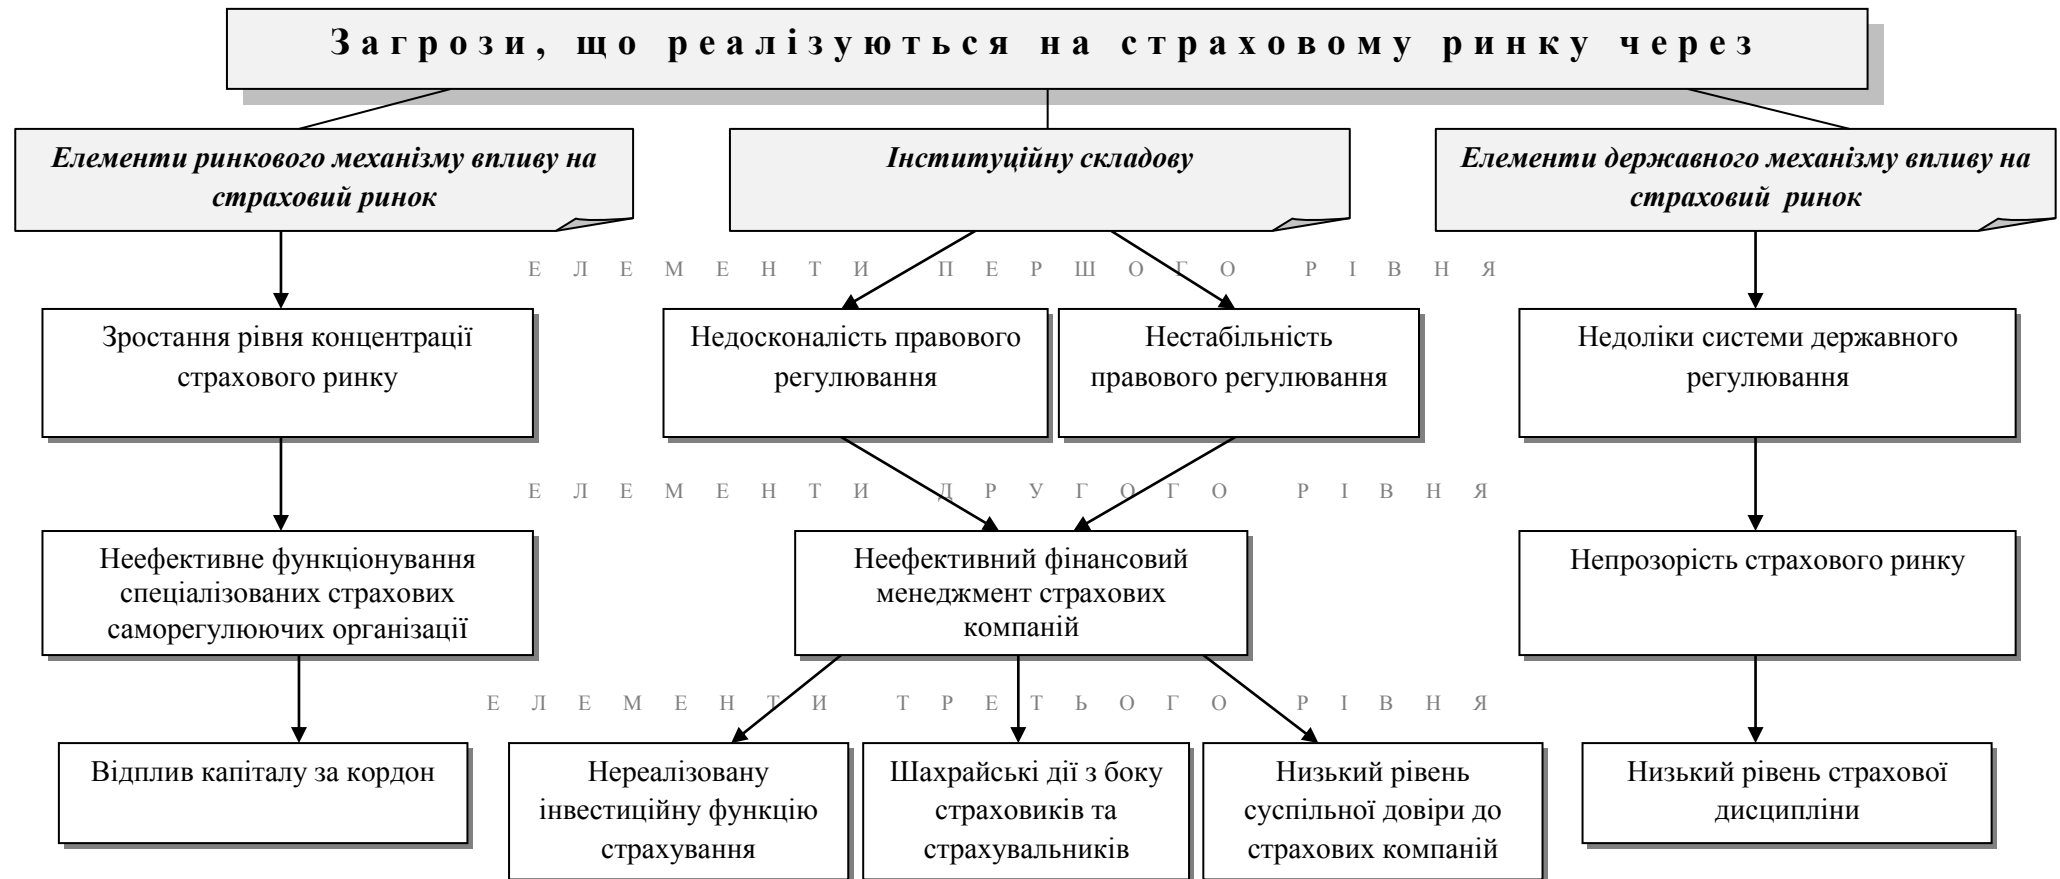 Загрози, що реалізуються на страховому ринку через
Елементи ринкового механізму впливу на
страховий ринок
Інституційну складову
Елементи державного механізму впливу на
страховий ринок
ЕЛЕМЕНТИ ПЕРШОГО РІВНЯ
Зростання рівня концентрації
страхового ринку
Недосконалість правового
регулювання
Нестабільність
правового регулювання
Недоліки системи державного
регулювання
ЕЛЕМЕНТИ ДРУГОГО РІВНЯ
Неефективне функціонування
спеціалізованих страхових
саморегулюючих організації
Неефективний фінансовий
менеджмент страхових
компаній
Непрозорість страхового ринку
ЕЛЕМЕНТИ ТРЕТЬОГО РІВНЯ
Відплив капіталу за кордон
Нереалізовану
інвестиційну функцію
страхування
Шахрайські дії з боку
страховиків та
страхувальників
Низький рівень
суспільної довіри до
страхових компаній
Низький рівень страхової
дисципліни